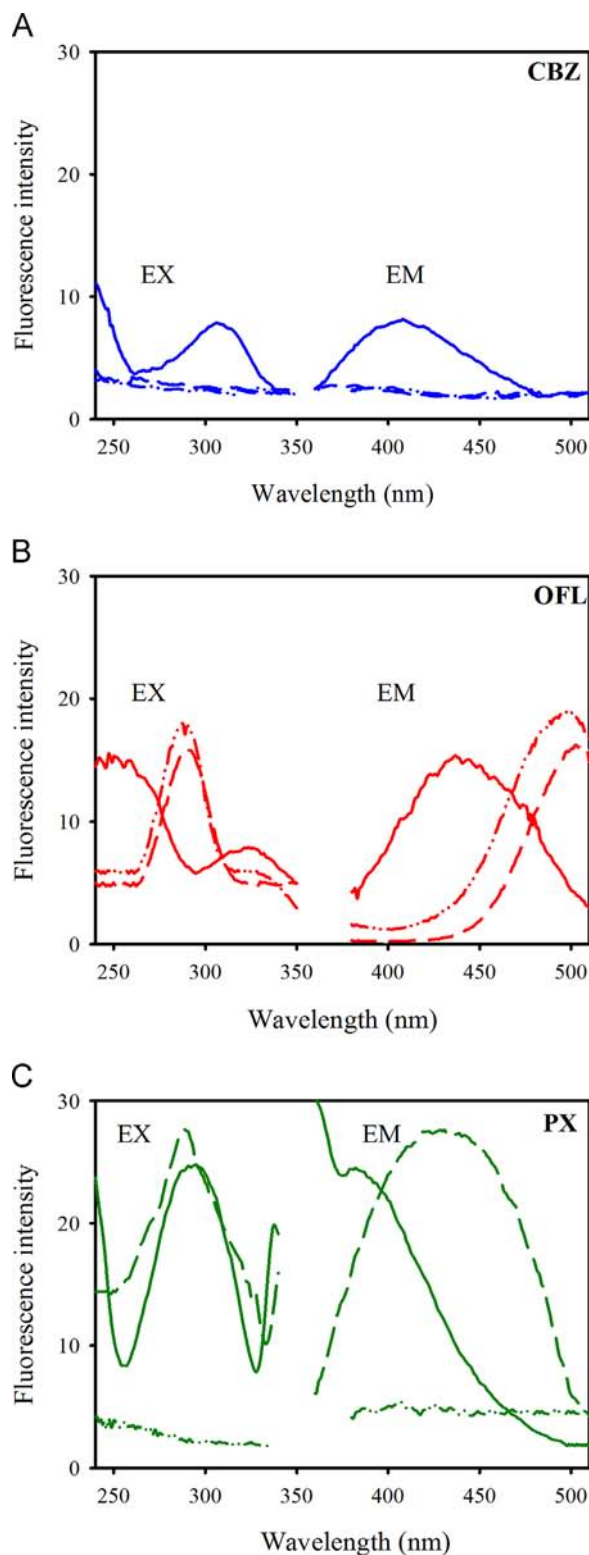 A
30
CBZ
20
Fluorescence intensity
EX
EM
10
0
250 300 350 400 450 500
Wavelength (nm)
B
30
OFL
20
Fluorescence intensity
EX
EM
10
0
250 300 350 400 450 500
Wavelength (nm)
C
30
EX
EM
PX
20
Fluorescence intensity
10
0
250 300 350 400 450 500
Wavelength (nm)